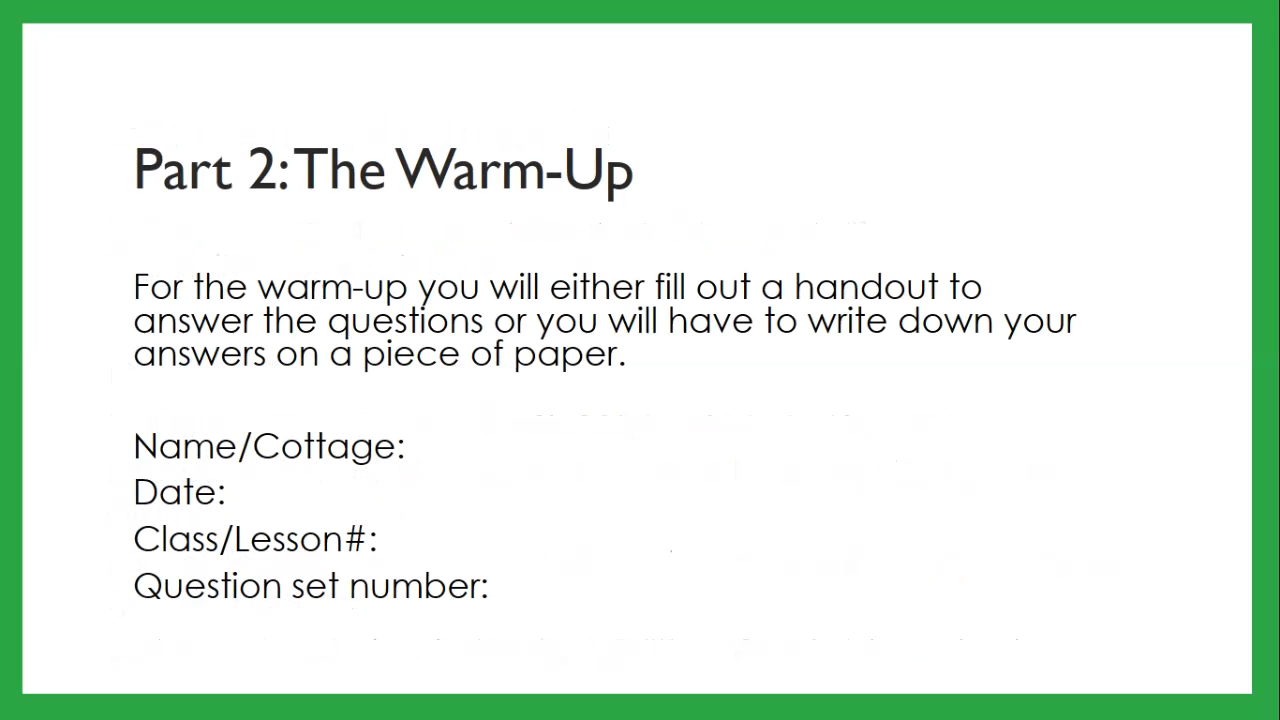 Part 2: The Warm-Up
For the warm-up you will either fill out a handout to
answer the questions or you will have to write down your
answers on a piece of paper.
Name/Cottage:
Date:
Class/Lesson#:
Question set number: